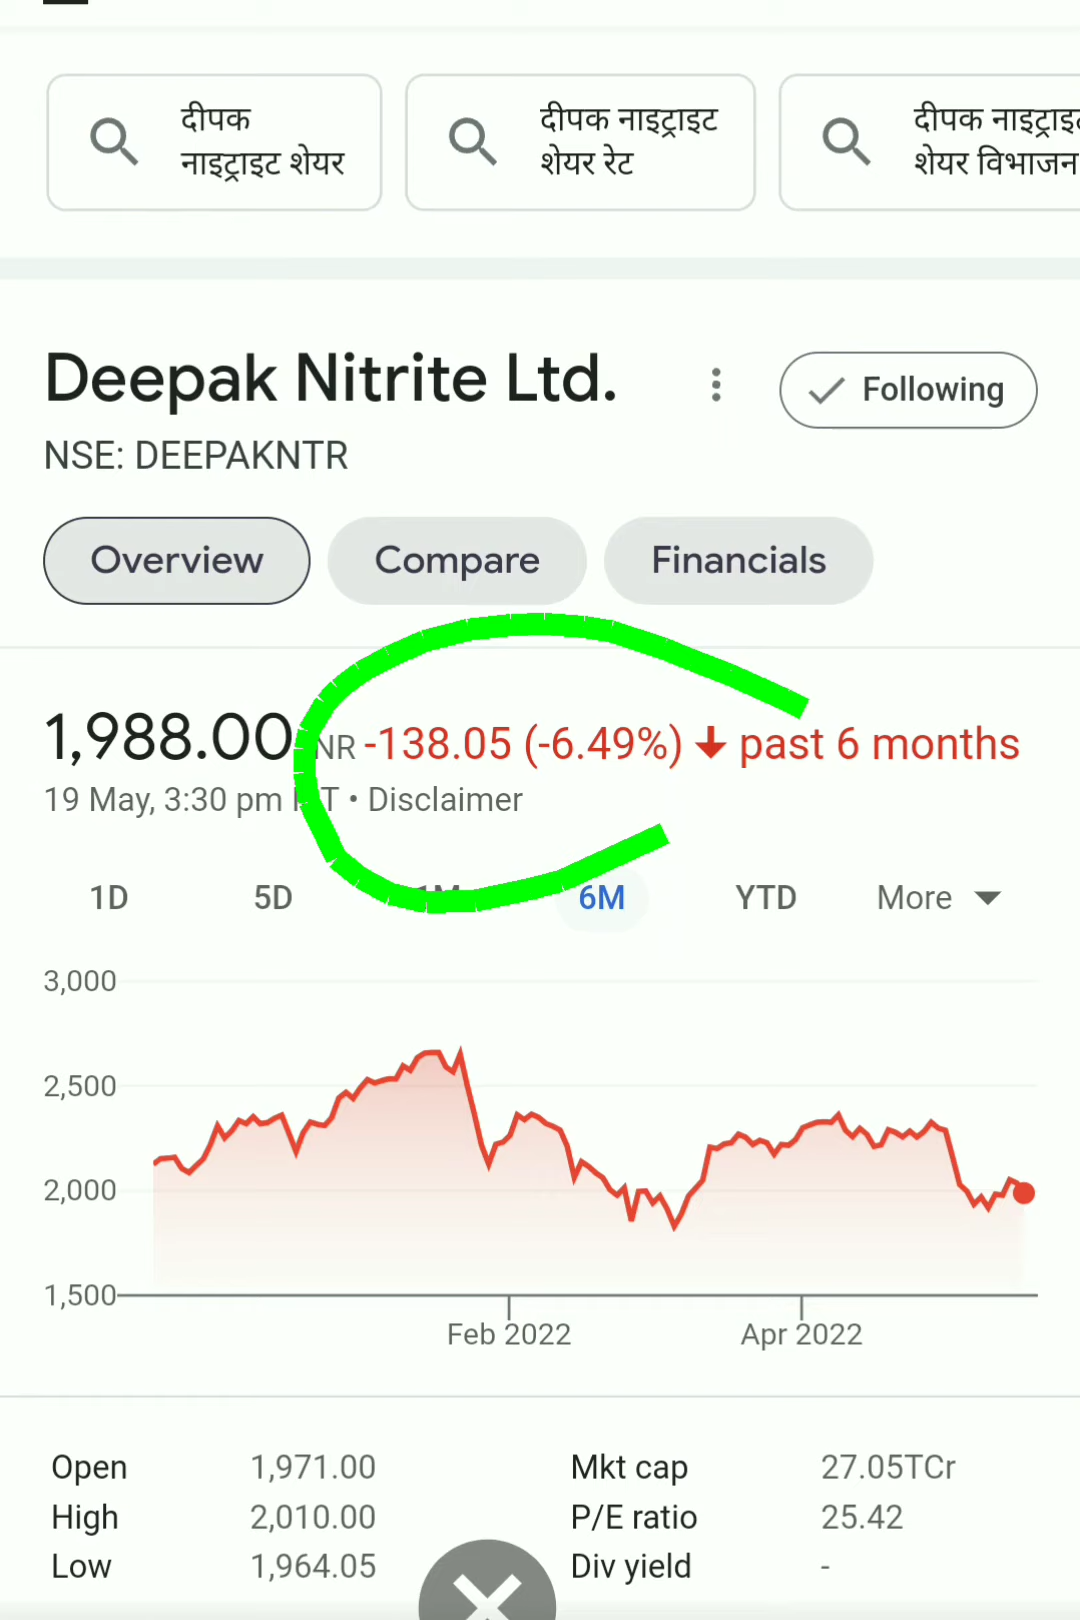 दीपक
नाइट्राइट शेयर
दीपक नाइट्राइट
शेयर रेट
दीपक
शेयर विभाजन
Deepak Nitrite Ltd.
Following
NSE: DEEPAKNTR
Overview
Compare
Financials
1,988.00 -138.05 (-6.49%) past 6 months
19 May, 3:30 pm • Disclaimer
1D 5D 6M YTD More
3,000
2,500
2,000
1,500
Feb 2022 Apr 2022
Open 1,971.00 Mkt cap 27.05TCr
High 2,010.00 P/E ratio 25.42
Low 1,964.05 Div yield -